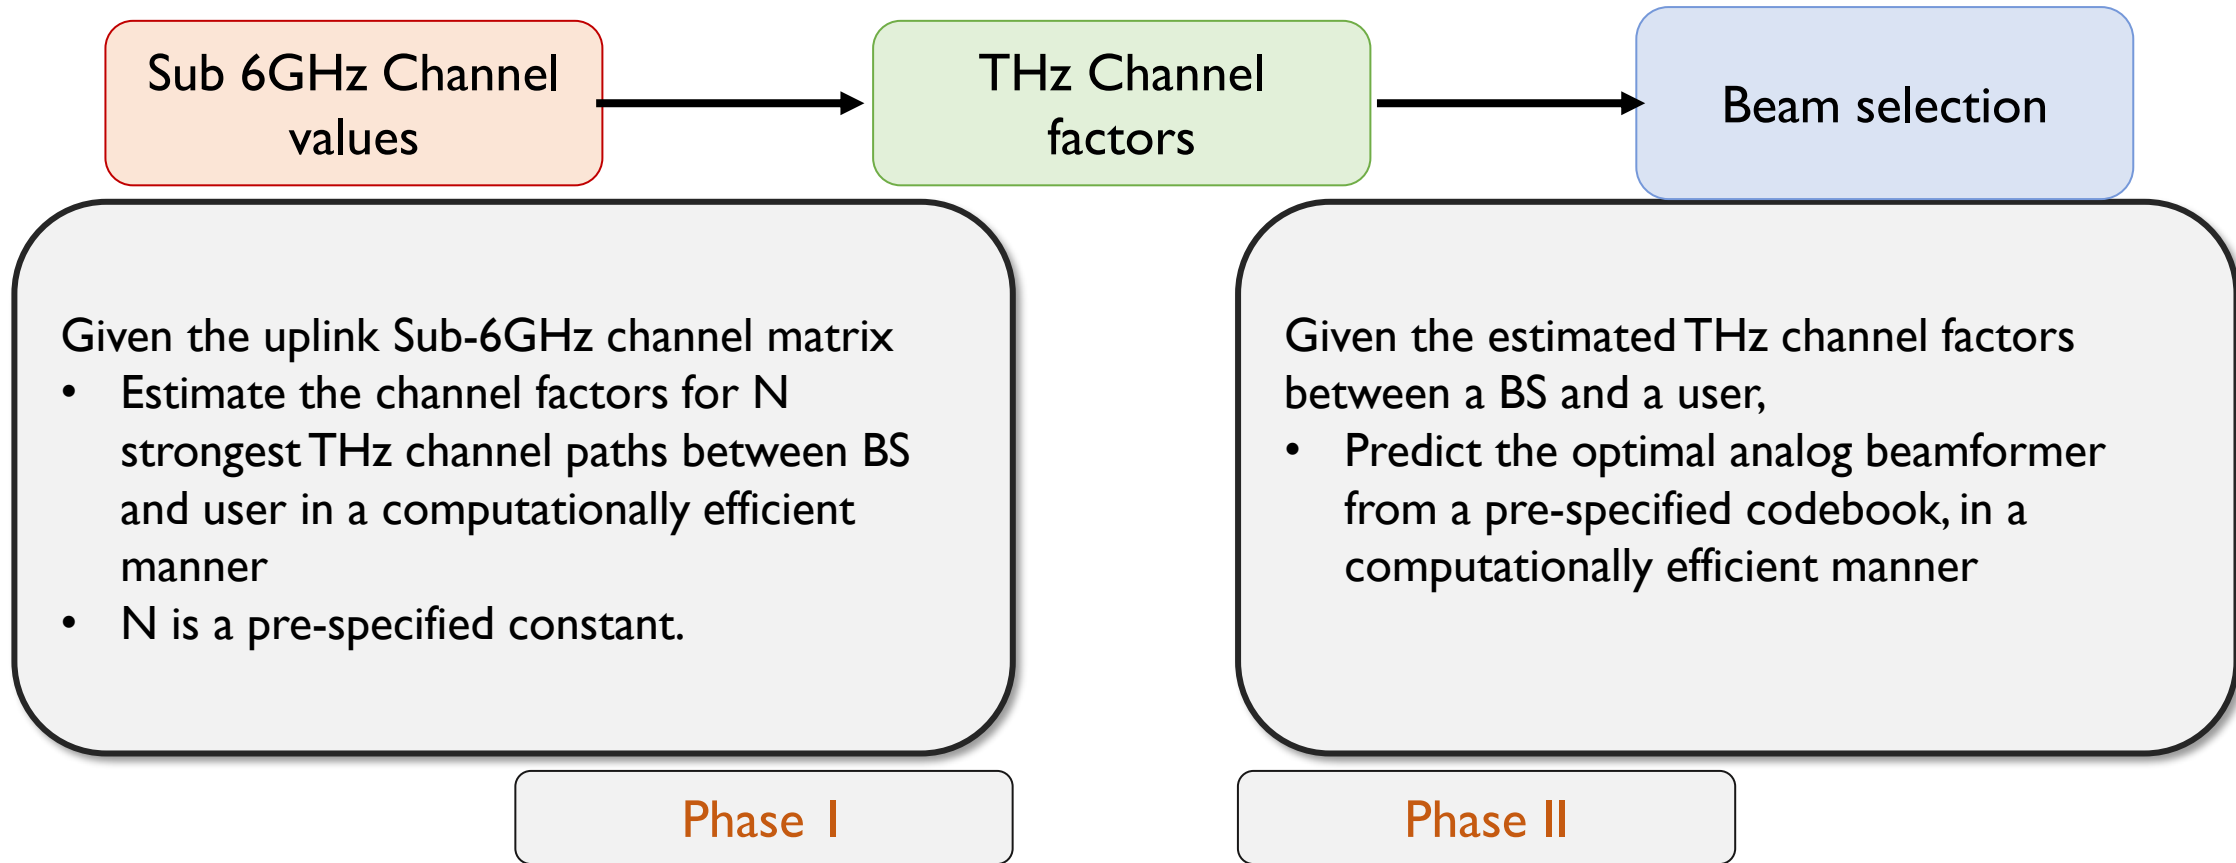 Sub 6GHz Channel
values
THz Channel
factors
Beam selection
Given the uplink Sub-6GHz channel matrix
• Estimate the channel factors for N
strongest THz channel paths between BS
and user in a computationally efficient
manner
• N is a pre-specified constant.
Given the estimated THz channel factors
between a BS and a user,
• Predict the optimal analog beamformer
from a pre-specified codebook, in a
computationally efficient manner
Phase I
Phase II